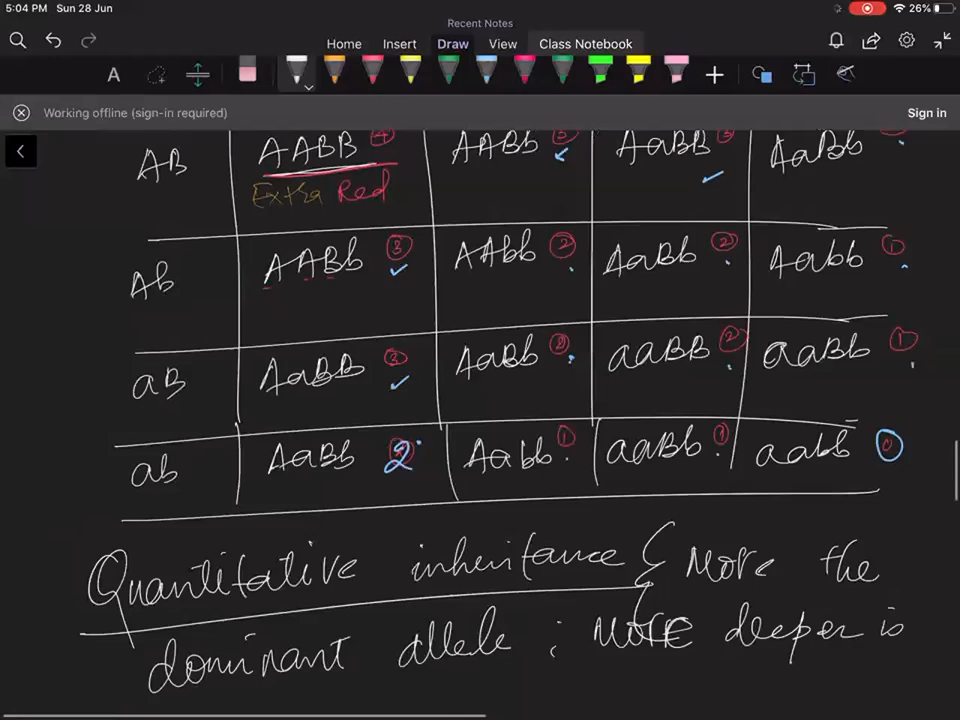 5:04 PM Sun 28 Jun 26%
Recent Notes
Home Insert Draw View Class Notebook
Working offline (sign-in required) Sign in
AB AABB 4 AABb 3 AaBB 3 AaBb
Extra Red
Ab AABb 3 AAbb 2 AaBb 2 Aabb 1
aB AaBB 3 AaBb 2 aaBB 2 aaBb 1
ab AaBb 2 Aabb 1 aaBb 1 aabb 0
Quantitative inheritance { More the
dominant allele ; more deeper is